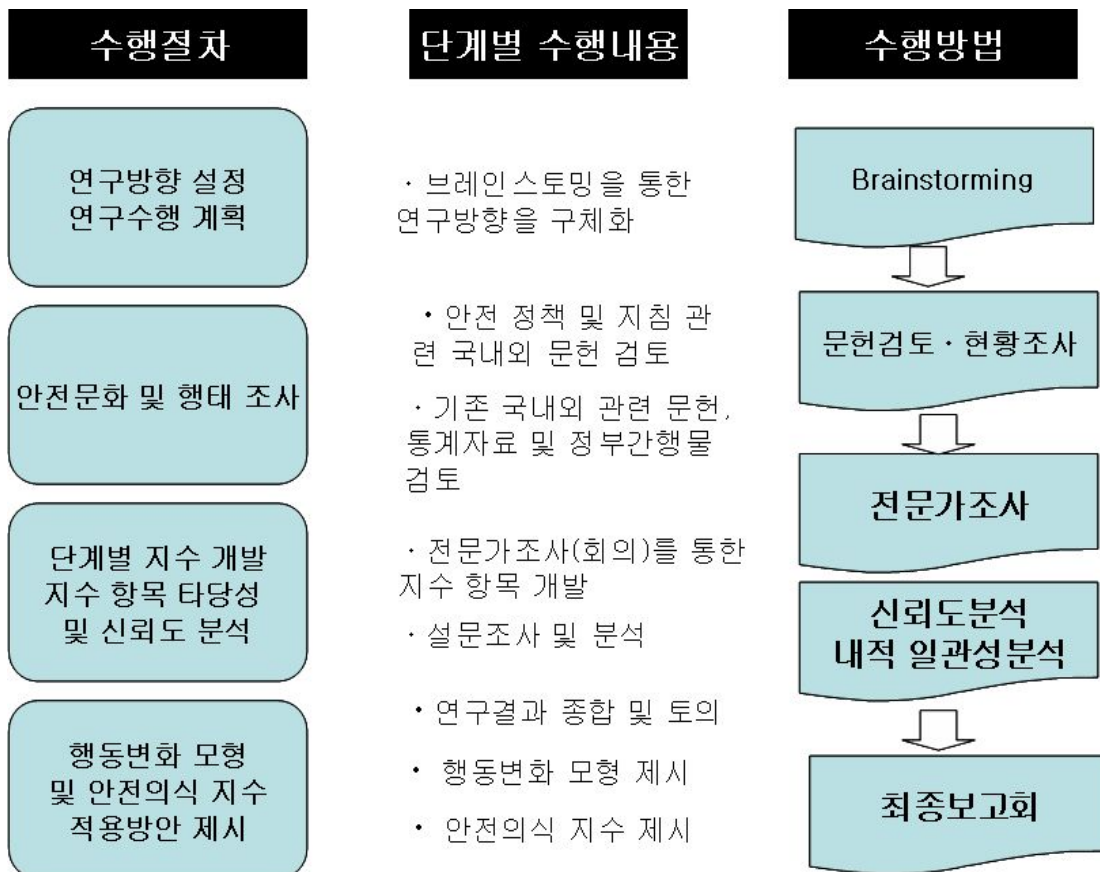 수행절차
단계별 수행내용
수행방법
연구방향 설정
연구수행 계획
· 브레인스토밍을 통한
연구방향을 구체화
Brainstorming
안전문화 및 행태 조사
• 안전 정책 및 지침 관
련 국내외 문헌 검토
· 기존 국내외 관련 문헌,
통계자료 및 정부간행물
검토
문헌검토 · 현황조사
전문가조사
단계별 지수 개발
지수 항목 타당성
및 신뢰도 분석
· 전문가조사(회의)를 통한
지수 항목 개발
· 설문조사 및 분석
신뢰도분석
내적 일관성분석
행동변화 모형
및 안전의식 지수
적용방안 제시
• 연구결과 종합 및 토의
• 행동변화 모형 제시
• 안전의식 지수 제시
최종보고회